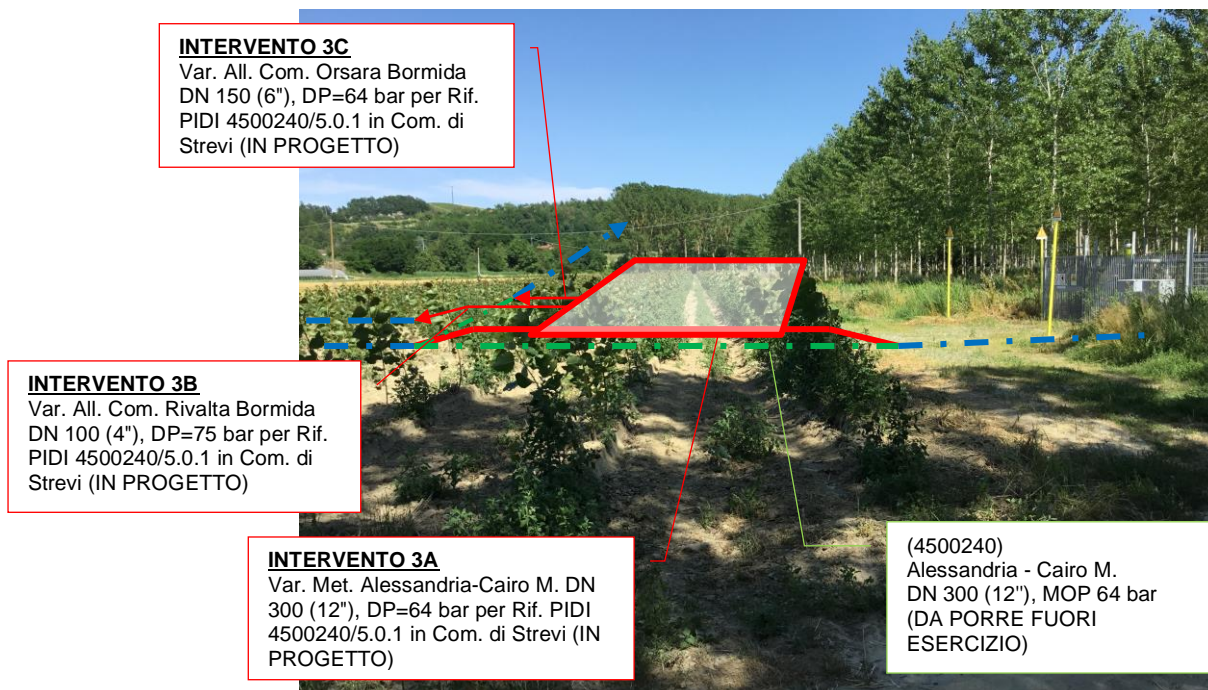 INTERVENTO 3C
Var. All. Com. Orsara Bormida
DN 150 (6"), DP=64 bar per Rif.
PIDI 4500240/5.0.1 in Com. di
Strevi (IN PROGETTO)
INTERVENTO 3B
Var. All. Com. Rivalta Bormida
DN 100 (4"), DP=75 bar per Rif.
PIDI 4500240/5.0.1 in Com. di
Strevi (IN PROGETTO)
INTERVENTO 3A
Var. Met. Alessandria-Cairo M. DN
300 (12"), DP=64 bar per Rif. PIDI
4500240/5.0.1 in Com. di Strevi (IN
PROGETTO)
(4500240)
Alessandria - Cairo M.
DN 300 (12"), MOP 64 bar
(DA PORRE FUORI
ESERCIZIO)